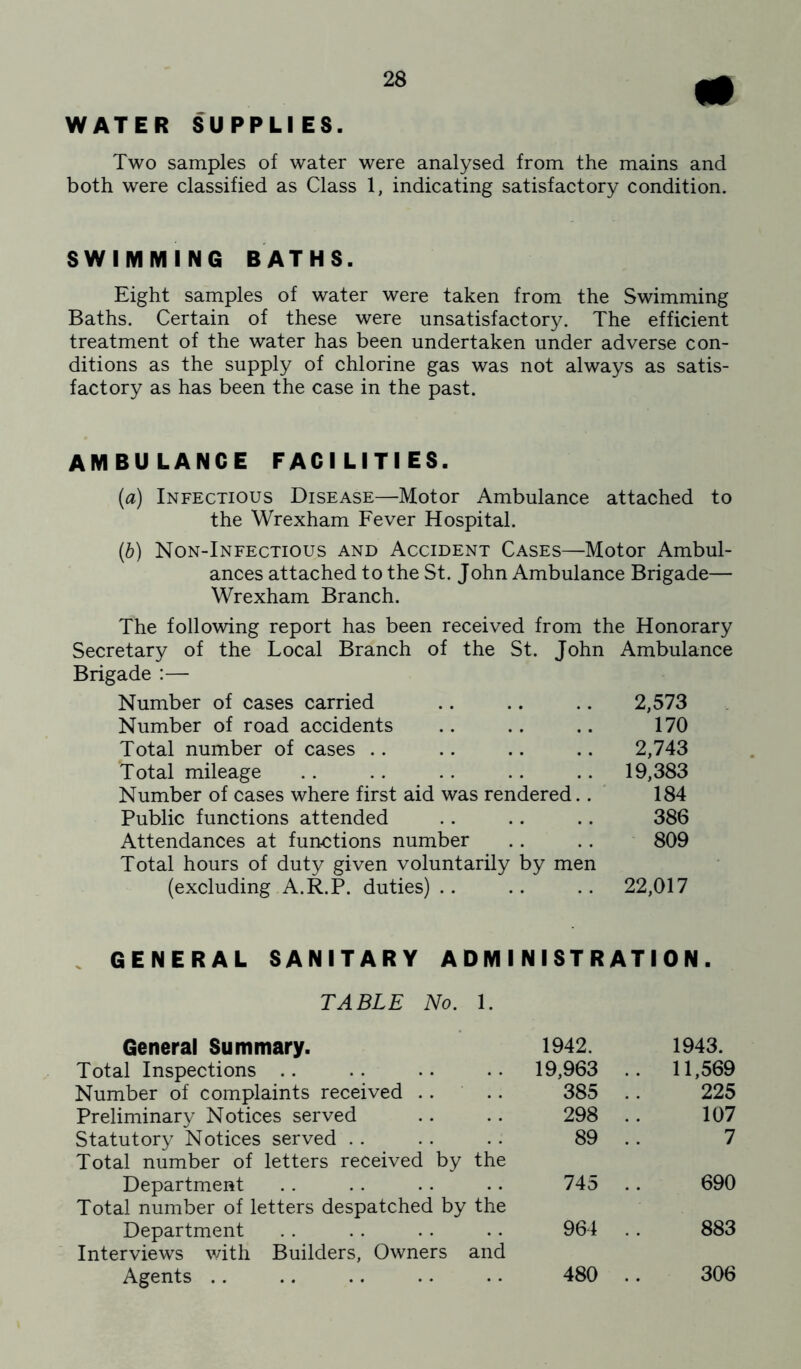 28
WATER SUPPLIES.
Two samples of water were analysed from the mains and
both were classified as Class 1, indicating satisfactory condition.
SWIMMING BATHS.
Eight samples of water were taken from the Swimming
Baths. Certain of these were unsatisfactory. The efficient
treatment of the water has been undertaken under adverse con-
ditions as the supply of chlorine gas was not always as satis-
factory as has been the case in the past.
AMBULANCE FACILITIES.
(a) Infectious Disease—Motor Ambulance attached to
the Wrexham Fever Hospital.
(b) Non-Infectious and Accident Cases—Motor Ambul-
ances attached to the St. John Ambulance Brigade—
Wrexham Branch.
The following report has been received from the Honorary
Secretary of the Local Branch of the St. John Ambulance
Brigade :—
Number of cases carried .. .. .. 2,573
Number of road accidents .. .. .. 170
Total number of cases .. .. .. .. 2,743
Total mileage .. .. .. .. .. 19,383
Number of cases where first aid was rendered.. 184
Public functions attended .. .. .. 386
Attendances at functions number .. .. 809
Total hours of duty given voluntarily by men
(excluding A.R.P. duties) .. .. .. 22,017
GENERAL SANITARY ADMINISTRATION.
TABLE No. 1.
General Summary. 1942. 1943.
Total Inspections .. .. .. .. 19,963 .. 11,569
Number of complaints received .. .. 385 .. 225
Preliminary Notices served .. .. 298 .. 107
Statutory Notices served .. .. .. 89 .. 7
Total number of letters received by the
Department .. .. .. .. 745 .. 690
Total number of letters despatched by the
Department .. .. .. .. 964 .. 883
Interviews with Builders, Owners and
Agents .. .. .. .. .. 480 .. 306